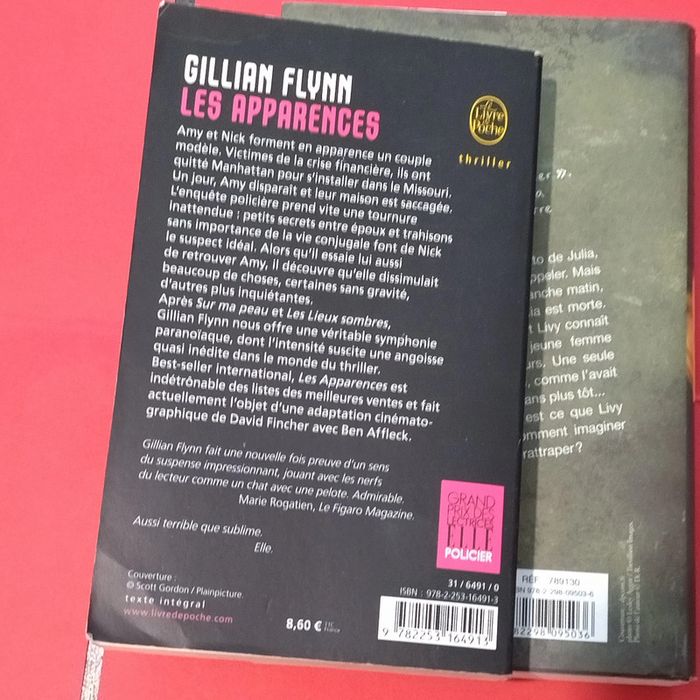 GILLIAN FLYNN
LES APPARENCES
Le
Livre
de
Poche
thriller
Amy et Nick forment en apparence un couple
modèle. Victimes de la crise financière, ils ont
quitté Manhattan pour s'installer dans le Missouri.
Un jour, Amy disparaît et leur maison est saccagée.
L'enquête policière prend vite une tournure
inattendue : petits secrets entre époux et trahisons
sans importance de la vie conjugale font de Nick
le suspect idéal. Alors qu'il essaie lui aussi
de retrouver Amy, il découvre qu'elle dissimulait
beaucoup de choses, certaines sans gravité,
d'autres plus inquiétantes.
Après Sur ma peau et Les Lieux sombres,
Gillian Flynn nous offre une véritable symphonie
paranoïaque, dont l'intensité suscite une angoisse
quasi inédite dans le monde du thriller.
Best-seller international, Les Apparences est
indétrônable des listes des meilleures ventes et fait
actuellement l'objet d'une adaptation cinémato-
graphique de David Fincher avec Ben Affleck.
Gillian Flynn fait une nouvelle fois preuve d'un sens
du suspense impressionnant, jouant avec les nerfs
du lecteur comme un chat avec une pelote. Admirable.
Marie Rogatien, Le Figaro Magazine.
Aussi terrible que sublime.
Elle.
GRAND
PRIX DES
LECTRICES
ELLE
POLICIER
Couverture :
© Scott Gordon / Plainpicture.
texte intégral
www.livredepoche.com
8,60 € TTC
France
31 / 6491 / 0
ISBN : 978-2-253-16491-3
9 782253 164913
to de Julia,
ppeler. Mais
anche matin,
ia est morte.
t Livy connaît
jeune femme
urs. Une seule
, comme l'avait
ans plus tôt...
est ce que Livy
omment imaginer
rattraper ?
RÉF. 789130
BN 978-2-298-09503-6
82298 095036